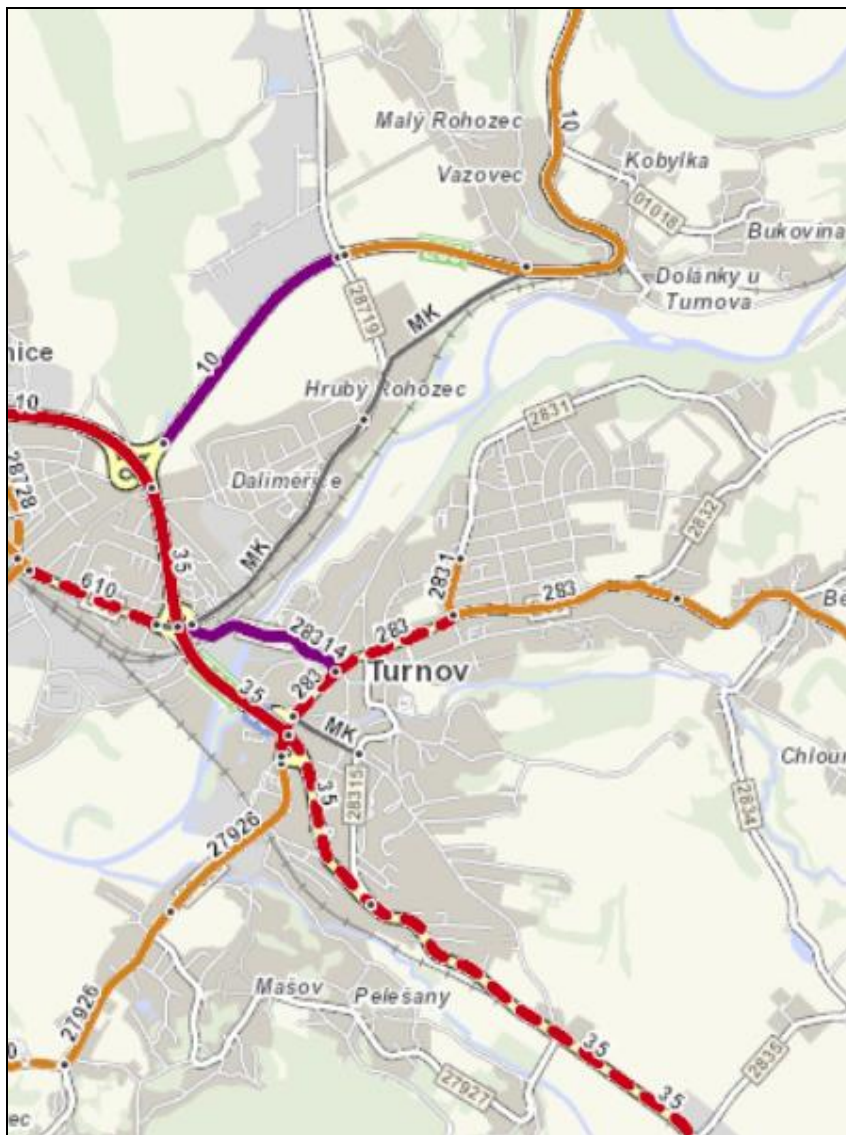 Malý Rohozec
10
Kobylka
Vazovec
01018
Bukovina
Dolánky u
Turnova
28719
MK
nice
10
10
Hrubý Rohozec
2831
28728
Daliměřice
2832
35
MK
2831
283
610
28314
283
Turnov
283
35
MK
35
28315
Chlour
2834
27926
Mašov
Pelešany
27926
35
2835
35
27927
0
ec